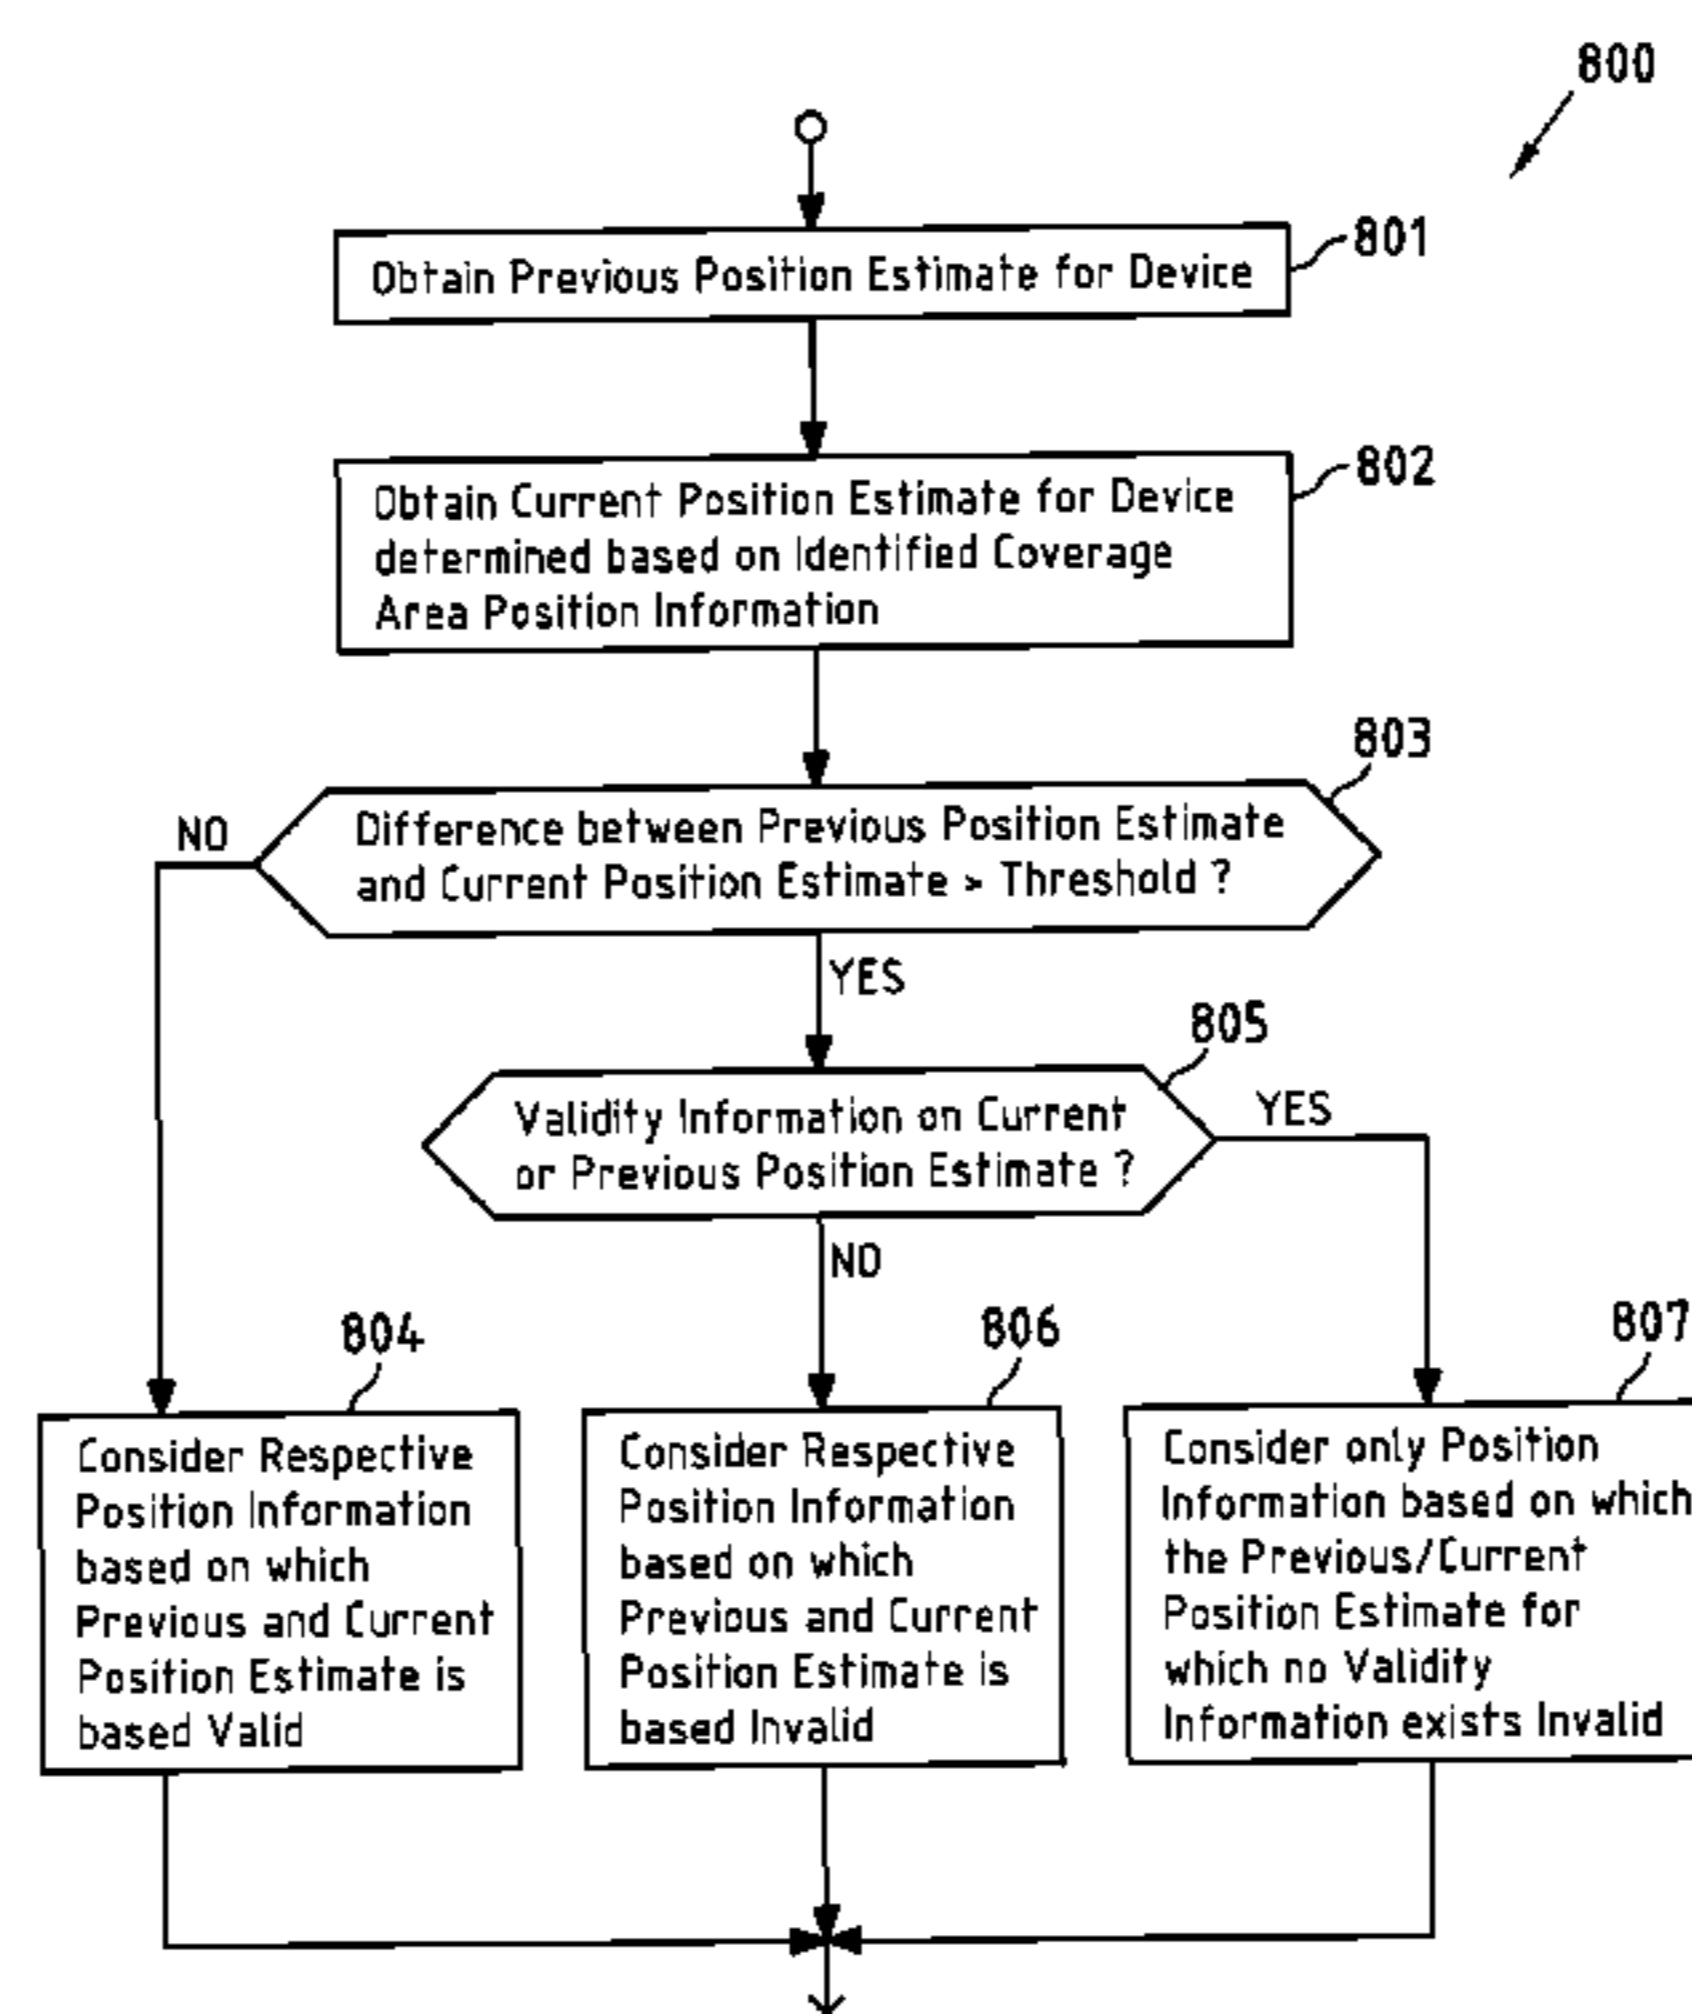 800
801
Obtain Previous Position Estimate for Device
802
Obtain Current Position Estimate for Device
determined based on Identified Coverage
Area Position Information
803
NO
Difference between Previous Position Estimate
and Current Position Estimate > Threshold ?
YES
805
Validity Information on Current
or Previous Position Estimate ?
YES
NO
804
Consider Respective
Position Information
based on which
Previous and Current
Position Estimate is
based Valid
806
Consider Respective
Position Information
based on which
Previous and Current
Position Estimate is
based Invalid
807
Consider only Position
Information based on which
the Previous/Current
Position Estimate for
which no Validity
Information exists Invalid